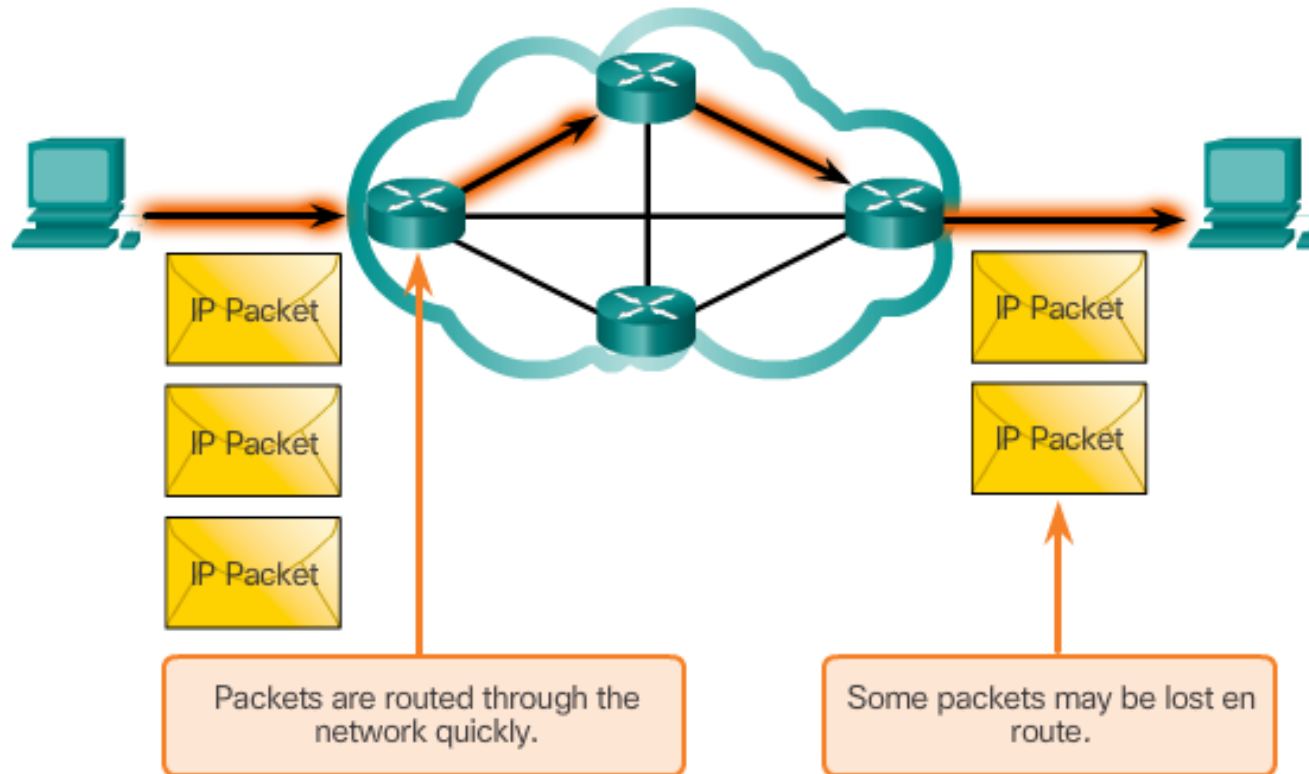 IP Packet
IP Packet
IP Packet
IP Packet
IP Packet
Packets are routed through the
network quickly.
Some packets may be lost en
route.